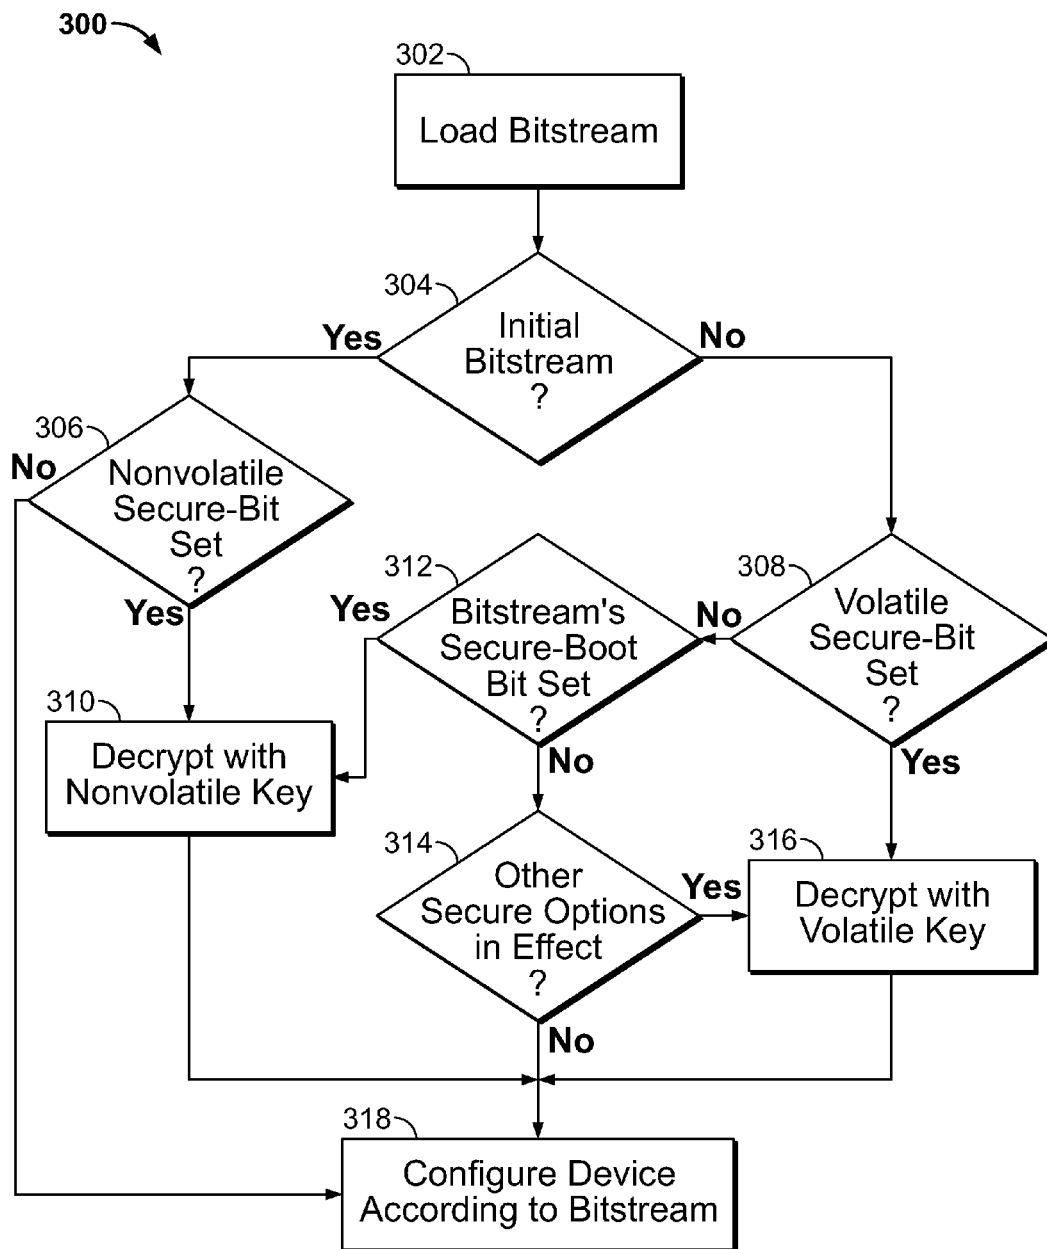 300
302
Load Bitstream
304
Initial
Bitstream
?
Yes
No
306
No
Nonvolatile
Secure-Bit
Set
?
Yes
312
Yes
Bitstream's
Secure-Boot
Bit Set
?
No
308
No
Volatile
Secure-Bit
Set
?
Yes
310
Decrypt with
Nonvolatile Key
314
Other
Secure Options
in Effect
?
Yes
No
316
Decrypt with
Volatile Key
318
Configure Device
According to Bitstream